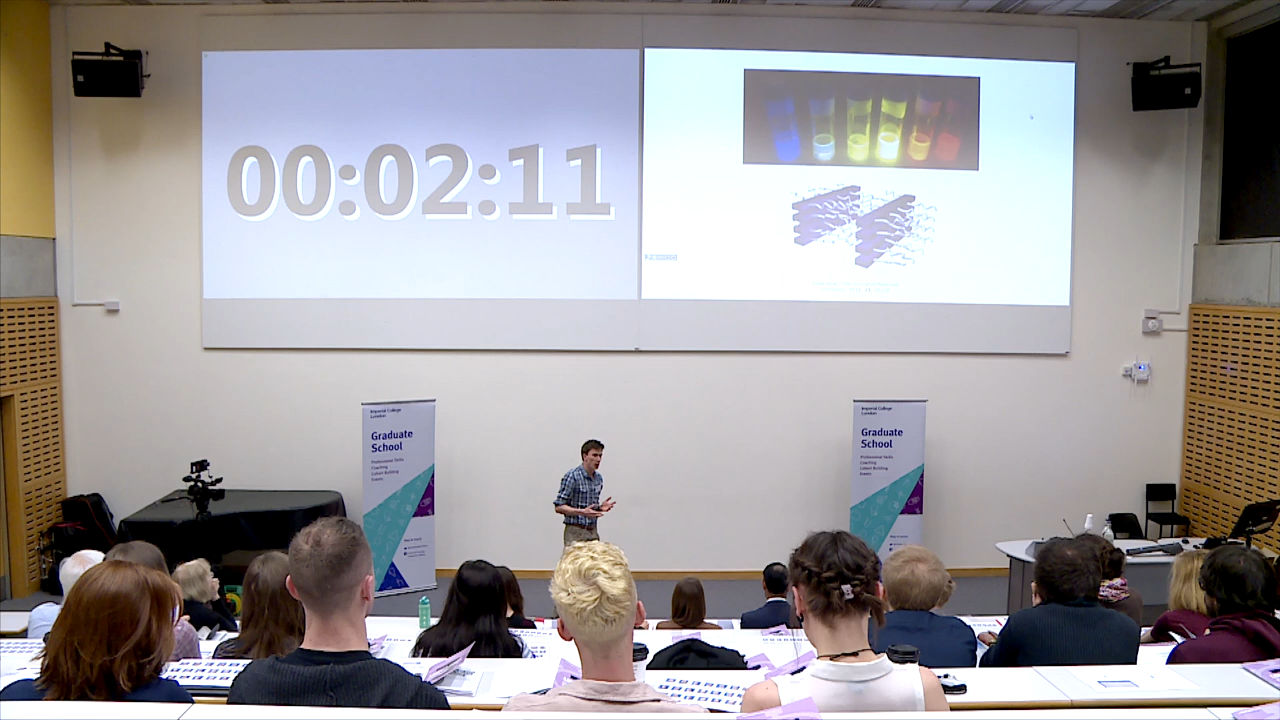 00:02:11
Imperial College
London
Graduate
School
Professional Skills
Coaching
Cohort Building
Events
Imperial College
London
Graduate
School
Professional Skills
Coaching
Cohort Building
Events